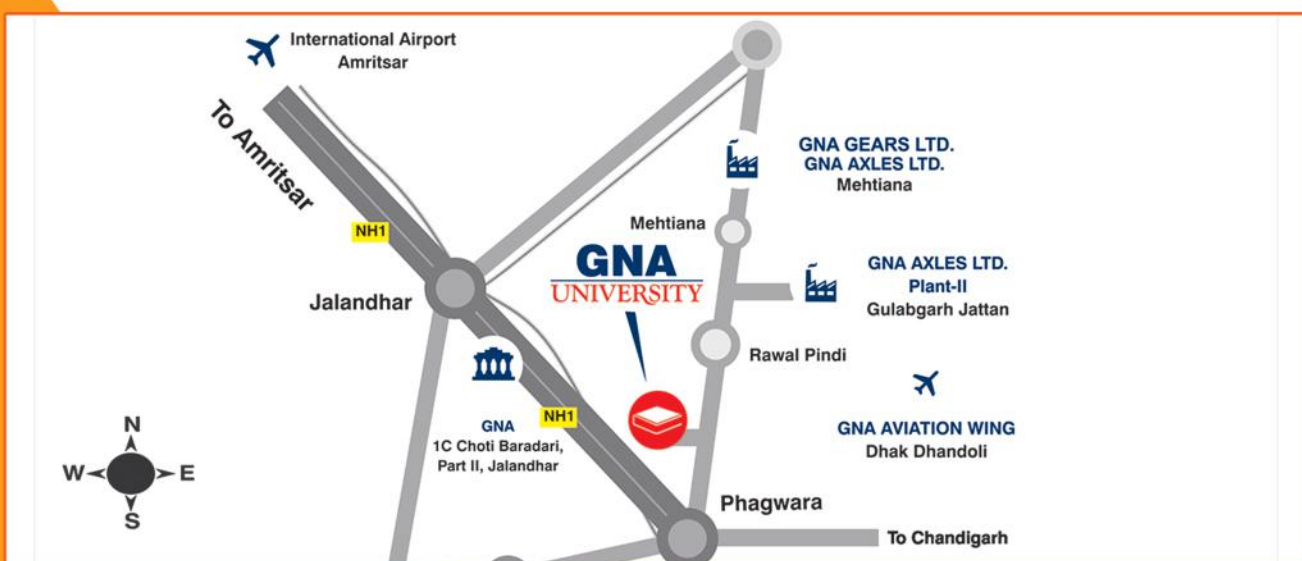 International Airport
Amritsar
To Amritsar
NH1
GNA GEARS LTD.
GNA AXLES LTD.
Mehtiana
Mehtiana
GNA
UNIVERSITY
GNA AXLES LTD.
Plant-II
Gulabgarh Jattan
Jalandhar
Rawal Pindi
NH1
GNA
1C Choti Baradari,
Part II, Jalandhar
GNA AVIATION WING
Dhak Dhandoli
N
W
E
S
Phagwara
To Chandigarh